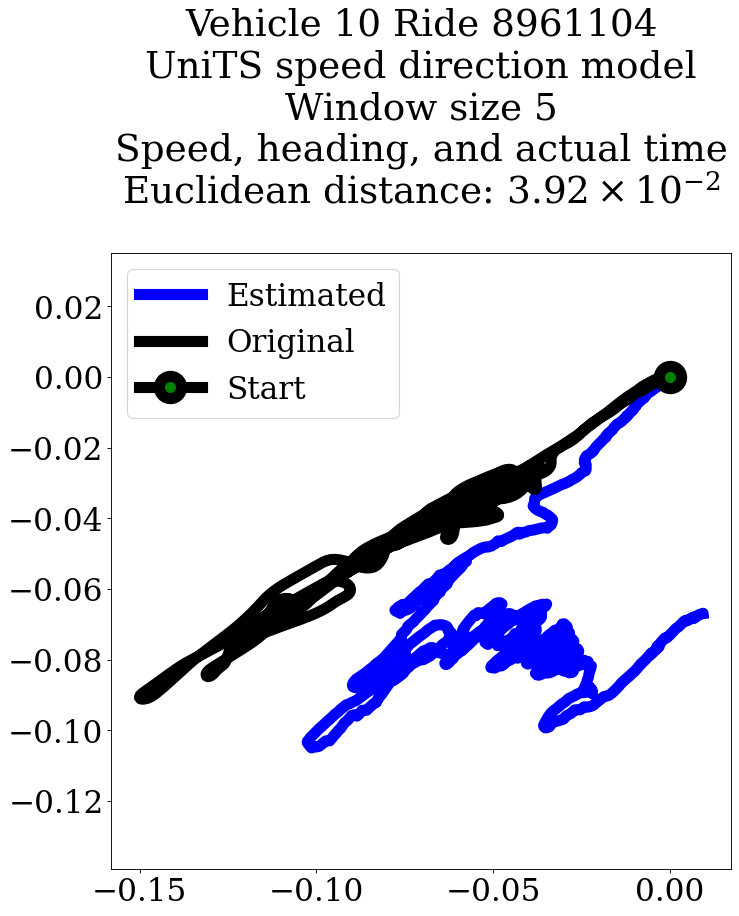 Vehicle 10 Ride 8961104
UniTS speed direction model
Window size 5
Speed, heading, and actual time
Euclidean distance: 3.92 × 10⁻²
Estimated
Original
Start
0.02
0.00
−0.02
−0.04
−0.06
−0.08
−0.10
−0.12
−0.15 −0.10 −0.05 0.00